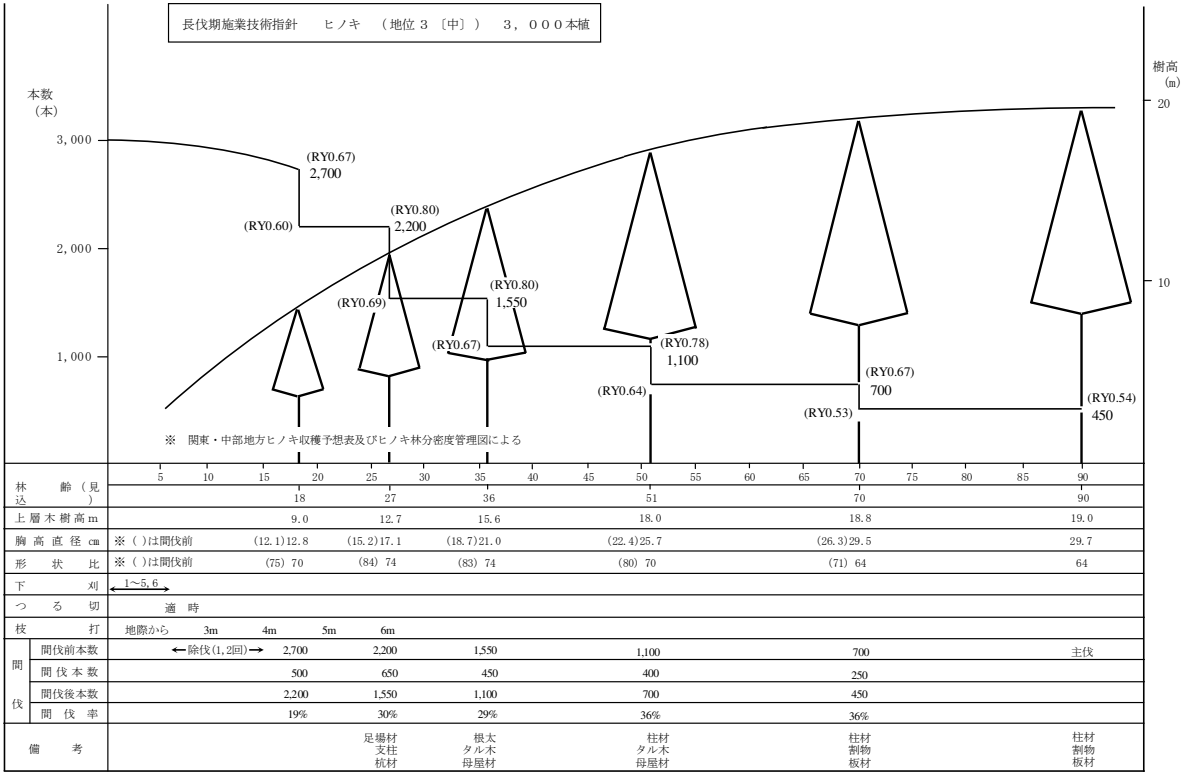 長伐期施業技術指針　ヒノキ　（地位３〔中〕）　３，０００本植
本数
（本）
樹高
(m)
20
3,000
(RY0.67)
2,700
(RY0.80)
(RY0.60)
2,200
2,000
10
(RY0.80)
(RY0.69)
1,550
(RY0.67)
(RY0.78)
1,000
1,100
(RY0.67)
(RY0.64)
700
(RY0.54)
(RY0.53)
450
※　関東・中部地方ヒノキ収穫予想表及びヒノキ林分密度管理図による
5 10 15 20 25 30 35 40 45 50 55 60 65 70 75 80 85 90
林齢(見込) 18 27 36 51 70 90
上層木樹高m 9.0 12.7 15.6 18.0 18.8 19.0
胸高直径㎝ ※ ( )は間伐前 (12.1)12.8 (15.2)17.1 (18.7)21.0 (22.4)25.7 (26.3)29.5 29.7
形状比 ※ ( )は間伐前 (75) 70 (84) 74 (83) 74 (80) 70 (71) 64 64
下刈 1～5,6
つる切 適時
枝打 地際から 3m 4m 5m 6m
間伐
間伐前本数 除伐(1,2回) 2,700 2,200 1,550 1,100 700 主伐
間伐本数 500 650 450 400 250
間伐後本数 2,200 1,550 1,100 700 450
間伐率 19% 30% 29% 36% 36%
備考
足場材 根太 柱材 柱材 柱材
支柱 タル木 タル木 割物 割物
杭材 母屋材 母屋材 板材 板材